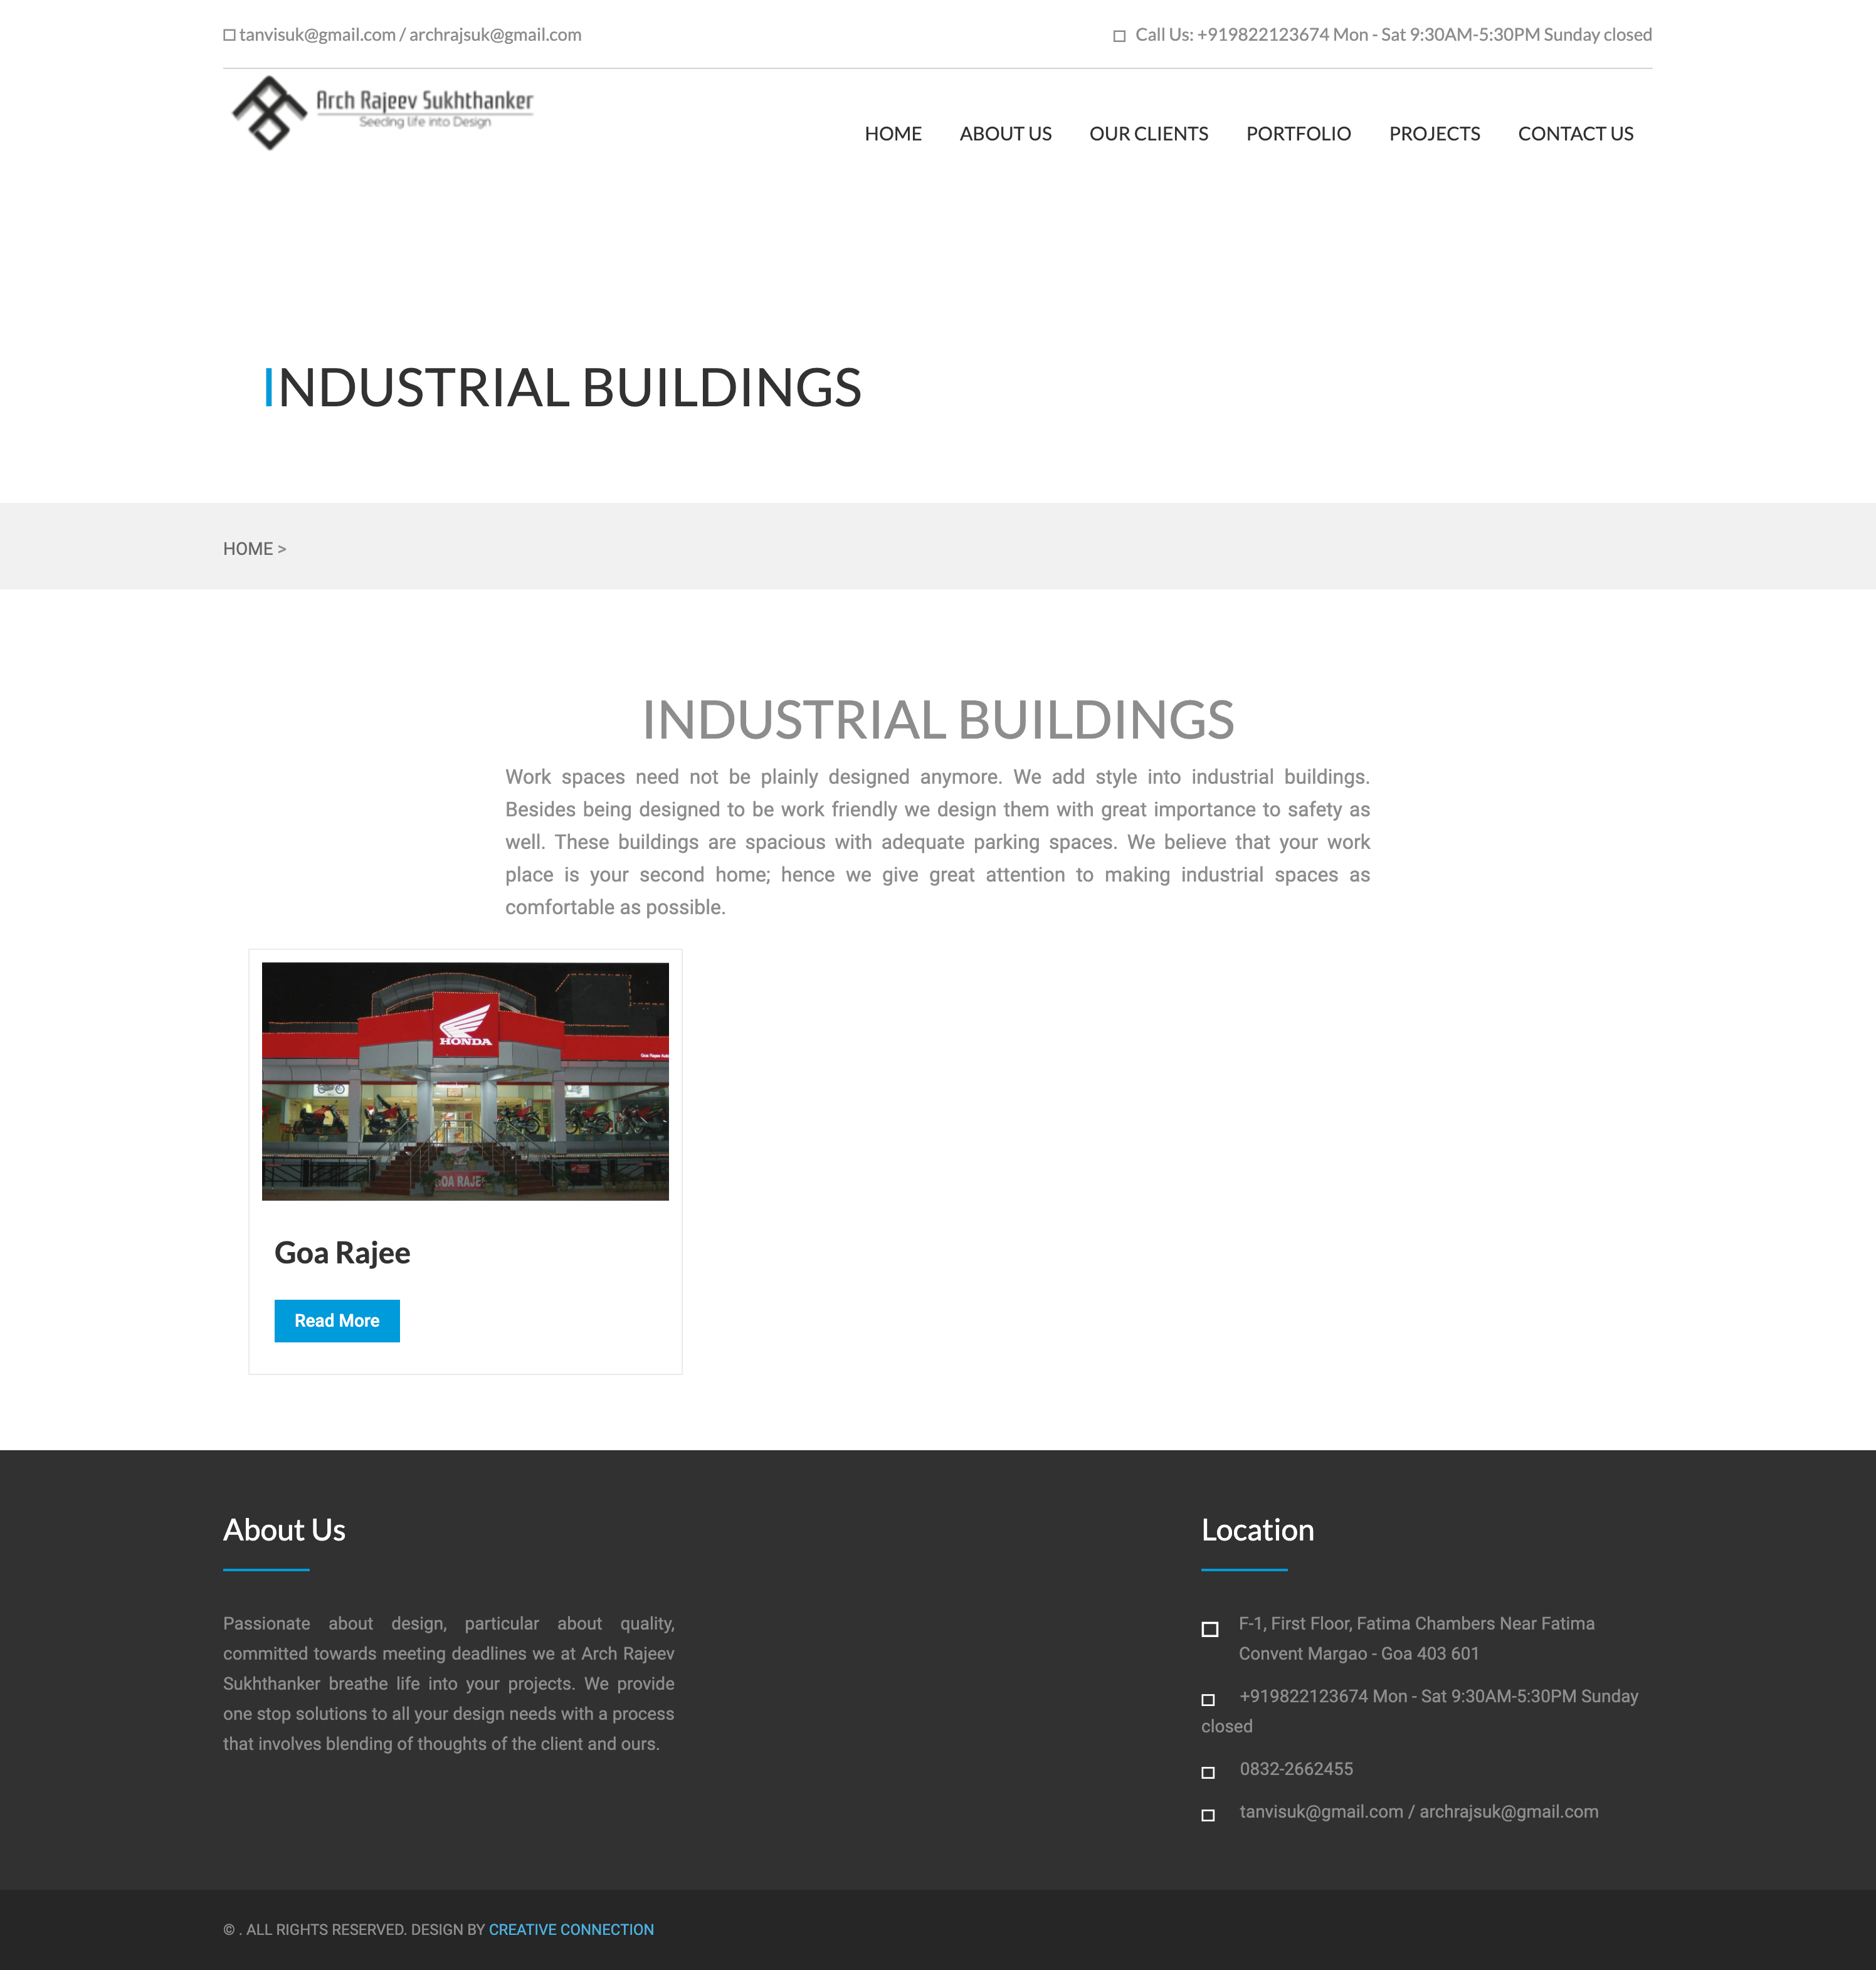 tanvisuk@gmail.com / archrajsuk@gmail.com
Call Us: +919822123674 Mon - Sat 9:30AM-5:30PM Sunday closed
Arch Rajeev Sukhthanker
Seeding life into Design
HOME ABOUT US OUR CLIENTS PORTFOLIO PROJECTS CONTACT US
INDUSTRIAL BUILDINGS
HOME >
INDUSTRIAL BUILDINGS
Work spaces need not be plainly designed anymore. We add style into industrial buildings.
Besides being designed to be work friendly we design them with great importance to safety as
well. These buildings are spacious with adequate parking spaces. We believe that your work
place is your second home; hence we give great attention to making industrial spaces as
comfortable as possible.
HONDA
Goa Rajee
GOA RAJEE
Goa Rajee
Read More
About Us
Passionate about design, particular about quality,
committed towards meeting deadlines we at Arch Rajeev
Sukhthanker breathe life into your projects. We provide
one stop solutions to all your design needs with a process
that involves blending of thoughts of the client and ours.
Location
F-1, First Floor, Fatima Chambers Near Fatima
Convent Margao - Goa 403 601
+919822123674 Mon - Sat 9:30AM-5:30PM Sunday
closed
0832-2662455
tanvisuk@gmail.com / archrajsuk@gmail.com
© . ALL RIGHTS RESERVED. DESIGN BY CREATIVE CONNECTION